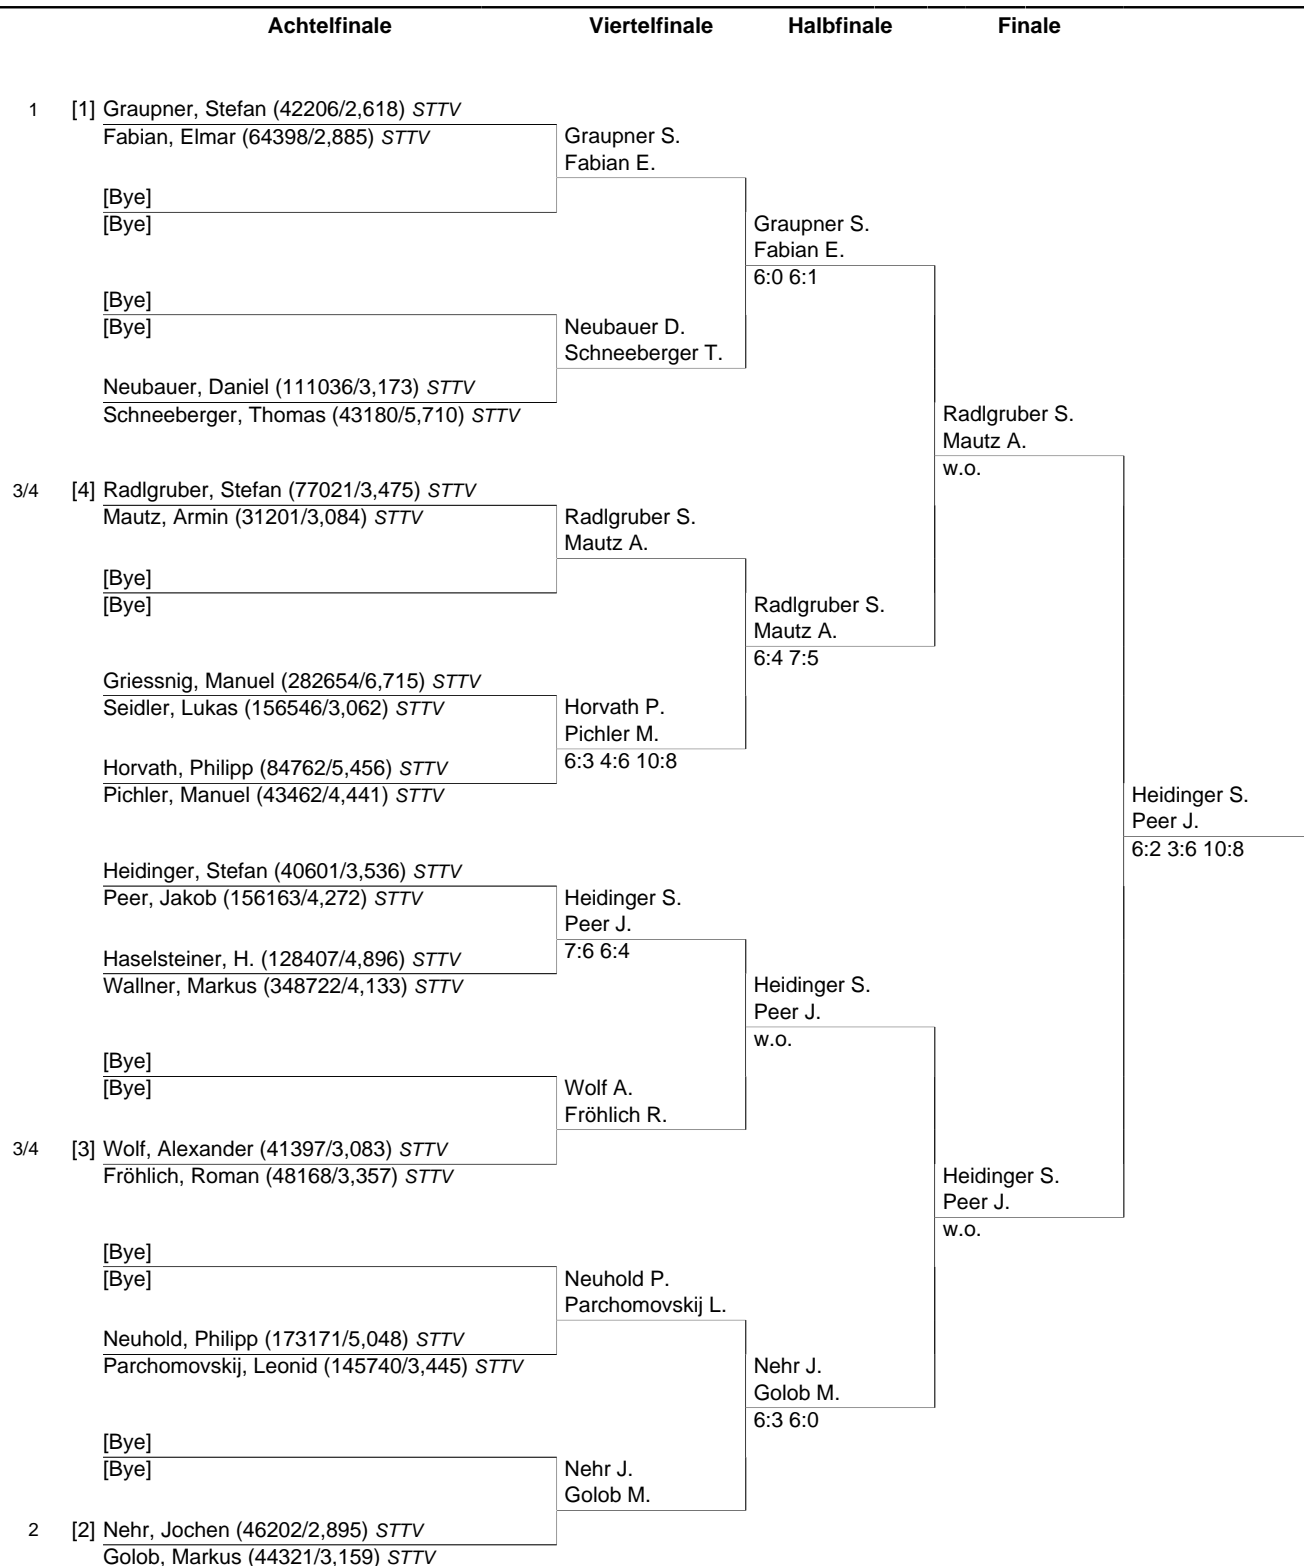 Achtelfinale Viertelfinale Halbfinale Finale
1 [1] Graupner, Stefan (42206/2,618) STTV
Fabian, Elmar (64398/2,885) STTV Graupner S.
Fabian E.
[Bye]
[Bye] Graupner S.
Fabian E.
6:0 6:1
[Bye]
[Bye] Neubauer D.
Schneeberger T.
Neubauer, Daniel (111036/3,173) STTV
Schneeberger, Thomas (43180/5,710) STTV Radlgruber S.
Mautz A.
w.o.
3/4 [4] Radlgruber, Stefan (77021/3,475) STTV
Mautz, Armin (31201/3,084) STTV Radlgruber S.
Mautz A.
[Bye]
[Bye] Radlgruber S.
Mautz A.
6:4 7:5
Griessnig, Manuel (282654/6,715) STTV
Seidler, Lukas (156546/3,062) STTV Horvath P.
Pichler M.
6:3 4:6 10:8
Horvath, Philipp (84762/5,456) STTV
Pichler, Manuel (43462/4,441) STTV Heidinger S.
Peer J.
6:2 3:6 10:8
Heidinger, Stefan (40601/3,536) STTV
Peer, Jakob (156163/4,272) STTV Heidinger S.
Peer J.
7:6 6:4
Haselsteiner, H. (128407/4,896) STTV
Wallner, Markus (348722/4,133) STTV Heidinger S.
Peer J.
w.o.
[Bye]
[Bye] Wolf A.
Fröhlich R.
3/4 [3] Wolf, Alexander (41397/3,083) STTV
Fröhlich, Roman (48168/3,357) STTV Heidinger S.
Peer J.
w.o.
[Bye]
[Bye] Neuhold P.
Parchomovskij L.
Neuhold, Philipp (173171/5,048) STTV
Parchomovskij, Leonid (145740/3,445) STTV Nehr J.
Golob M.
6:3 6:0
[Bye]
[Bye] Nehr J.
Golob M.
2 [2] Nehr, Jochen (46202/2,895) STTV
Golob, Markus (44321/3,159) STTV